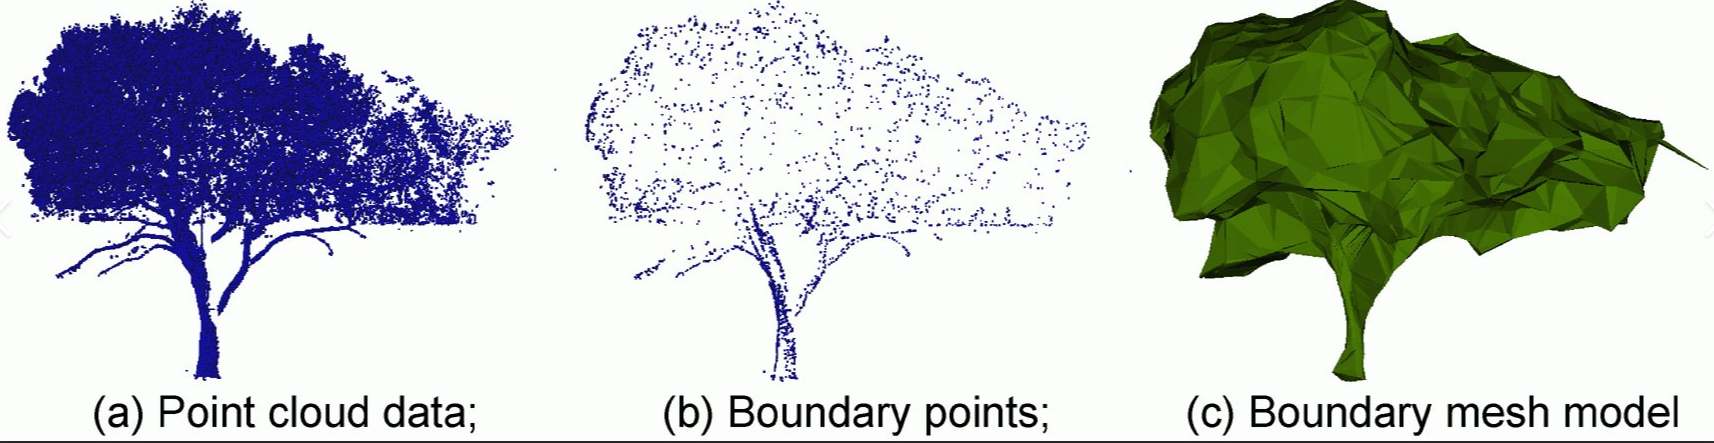 (a) Point cloud data;
(b) Boundary points;
(c) Boundary mesh model